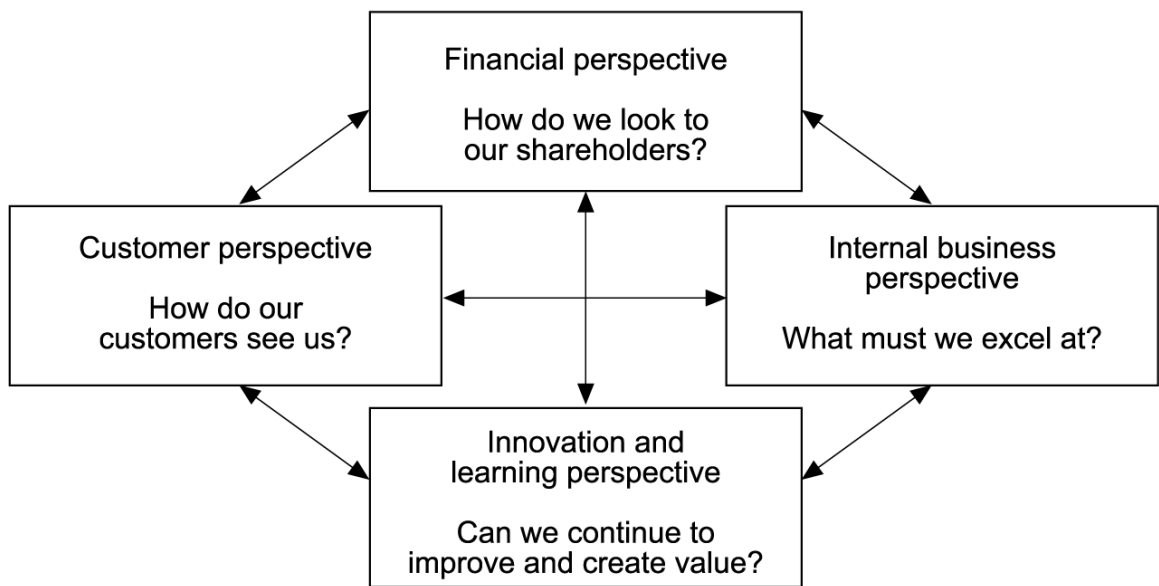 Financial perspective
How do we look to
our shareholders?
Customer perspective
How do our
customers see us?
Internal business
perspective
What must we excel at?
Innovation and
learning perspective
Can we continue to
improve and create value?